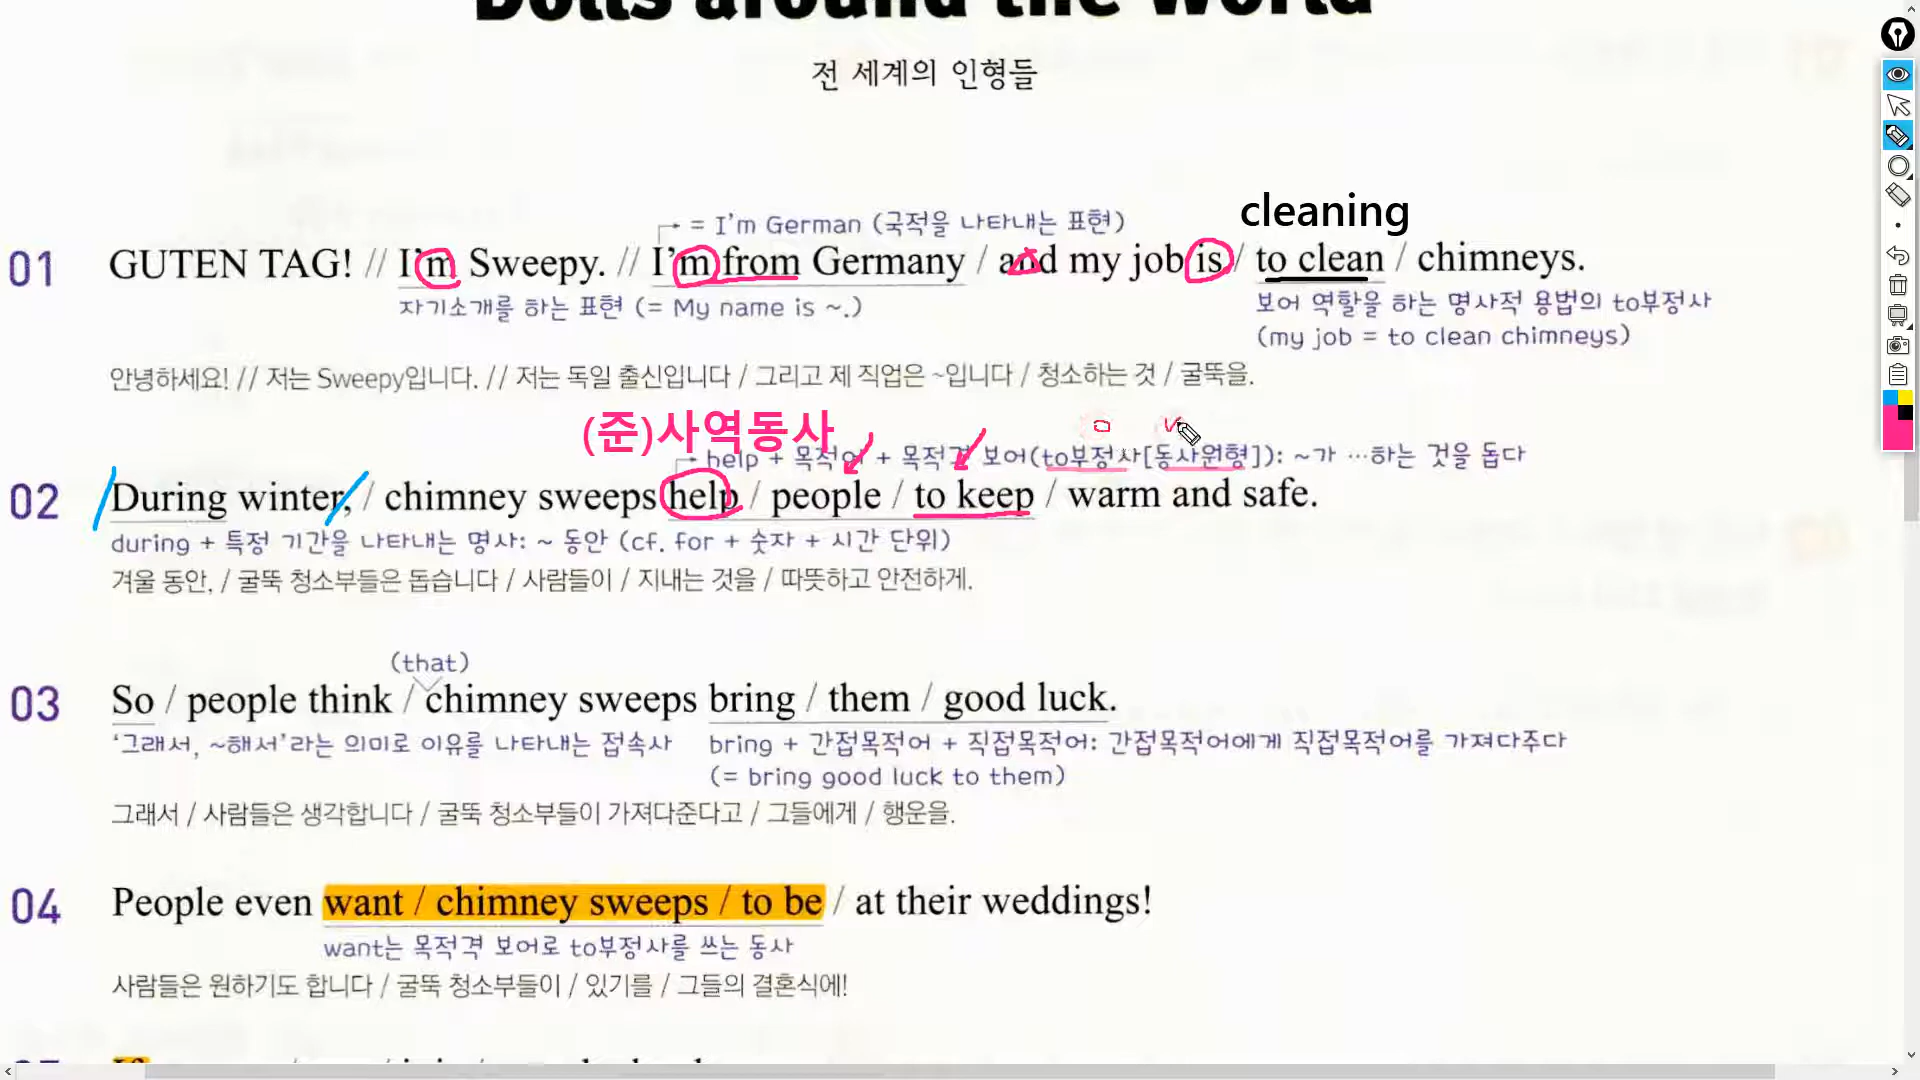 Dolls around the World
전 세계의 인형들
cleaning
= I'm German (국적을 나타내는 표현)
01 GUTEN TAG! // I'm Sweepy. // I'm from Germany / and my job is / to clean / chimneys.
자기소개를 하는 표현 (= My name is ~.)
보어 역할을 하는 명사적 용법의 to부정사
(my job = to clean chimneys)
안녕하세요! // 저는 Sweepy입니다. // 저는 독일 출신입니다 / 그리고 제 직업은 ~입니다 / 청소하는 것 / 굴뚝을.
(준)사역동사
help + 목적어 + 목적격 보어(to부정사[동사원형]): ~가 …하는 것을 돕다
02 During winter, / chimney sweeps help / people / to keep / warm and safe.
during + 특정 기간을 나타내는 명사: ~ 동안 (cf. for + 숫자 + 시간 단위)
겨울 동안, / 굴뚝 청소부들은 돕습니다 / 사람들이 / 지내는 것을 / 따뜻하고 안전하게.
(that)
03 So / people think / chimney sweeps bring / them / good luck.
‘그래서, ~해서’라는 의미로 이유를 나타내는 접속사
bring + 간접목적어 + 직접목적어: 간접목적어에게 직접목적어를 가져다주다
(= bring good luck to them)
그래서 / 사람들은 생각합니다 / 굴뚝 청소부들이 가져다준다고 / 그들에게 / 행운을.
04 People even want / chimney sweeps / to be / at their weddings!
want는 목적격 보어로 to부정사를 쓰는 동사
사람들은 원하기도 합니다 / 굴뚝 청소부들이 / 있기를 / 그들의 결혼식에!